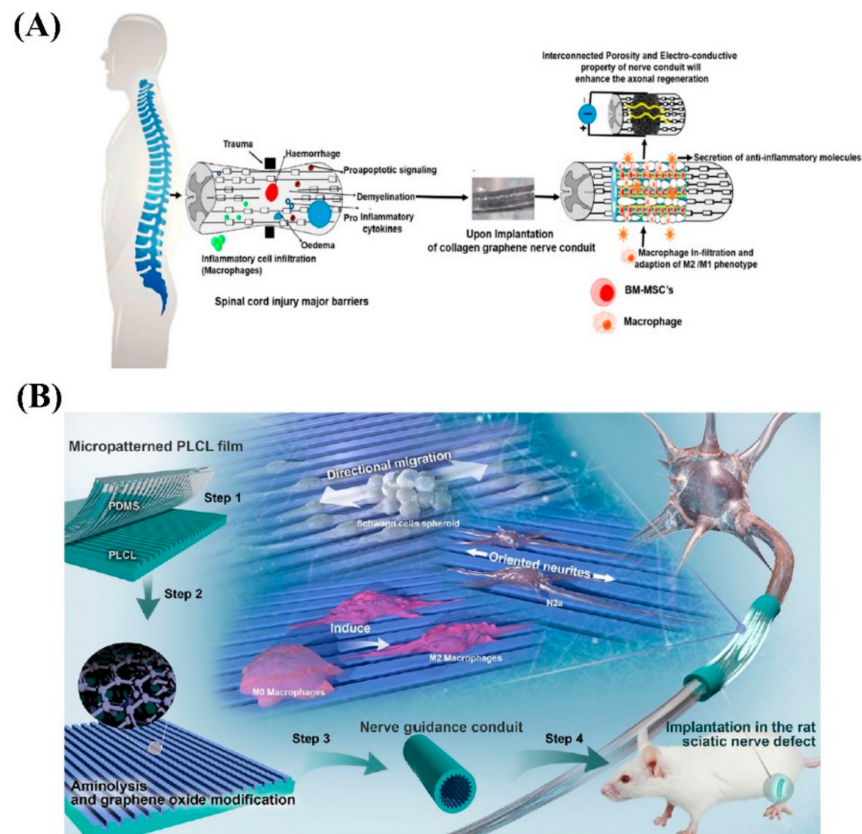 (A)
Interconnected Porosity and Electro-conductive
property of nerve conduit will
enhance the axonal regeneration
Trauma
Haemorrhage
Proapoptotic signaling
Demyelination
Pro Inflammatory
cytokines
Oedema
Inflammatory cell infiltration
(Macrophages)
Spinal cord injury major barriers
Upon Implantation
of collagen graphene nerve conduit
Secretion of anti-inflammatory molecules
Macrophage In-filtration and
adaption of M2 /M1 phenotype
BM-MSC's
Macrophage
(B)
Micropatterned PLCL film
PDMS
Step 1
PLCL
Step 2
Directional migration
Schwann cells spheroid
Oriented neurites
N2a
Induce
M2 Macrophages
M0 Macrophages
Aminolysis
and graphene oxide modification
Step 3
Nerve guidance conduit
Step 4
Implantation in the rat
sciatic nerve defect